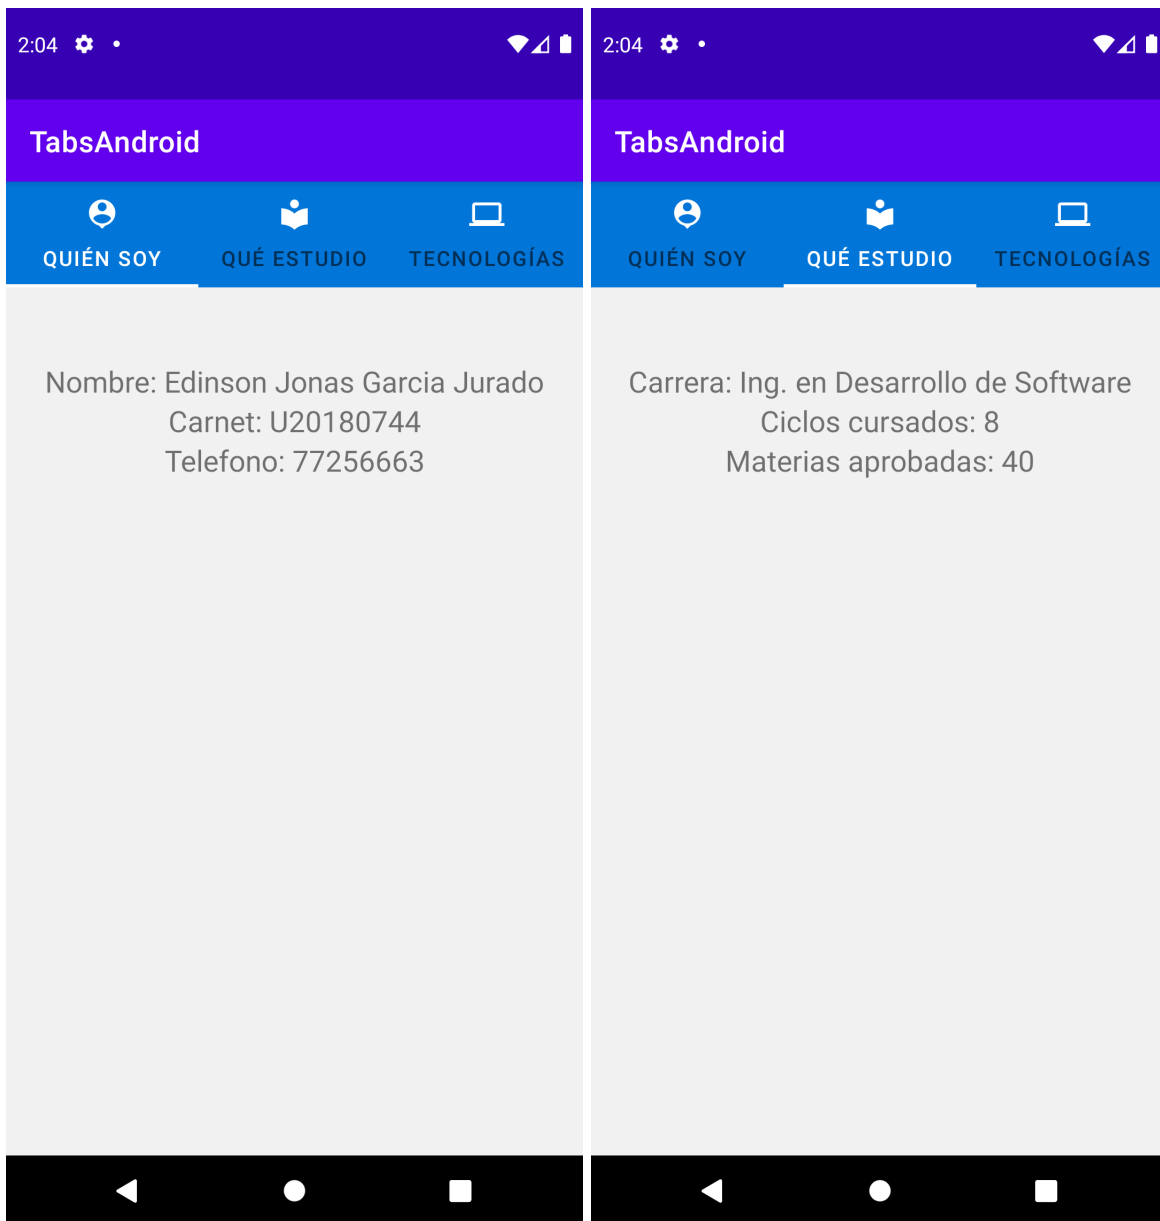 2:04
TabsAndroid
QUIÉN SOY
QUÉ ESTUDIO
TECNOLOGÍAS
Nombre: Edinson Jonas Garcia Jurado
Carnet: U20180744
Telefono: 77256663
2:04
TabsAndroid
QUIÉN SOY
QUÉ ESTUDIO
TECNOLOGÍAS
Carrera: Ing. en Desarrollo de Software
Ciclos cursados: 8
Materias aprobadas: 40